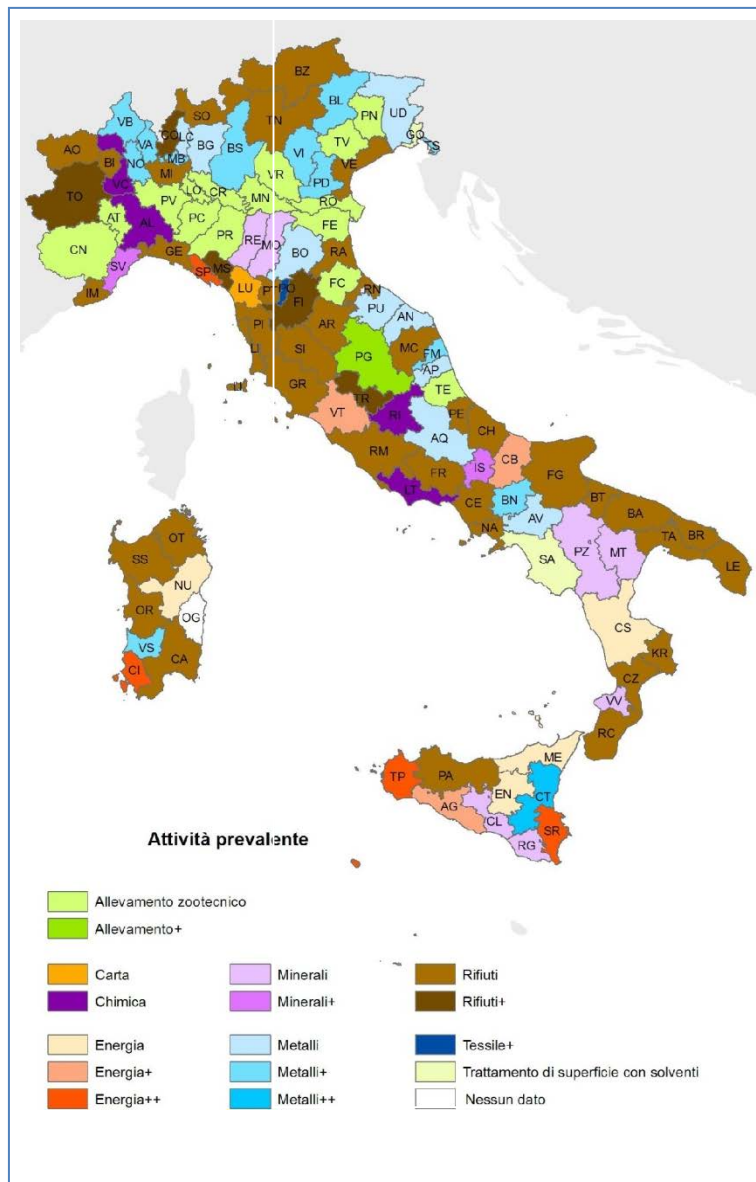 BZ
SO
BL
VB
TN
PN
UD
CO
LC
VA
BG
BS
TV
GO
AO
BI
NO
MB
VI
TS
MI
VE
VC
VR
PD
TO
LO
CR
MN
PV
RO
AT
AL
PC
FE
PR
RE
MO
CN
GE
BO
RA
SV
SP
MS
FC
RN
IM
LU
PT
PO
FI
PU
AN
PI
AR
MC
FM
LI
SI
PG
AP
GR
TE
LI
TR
PE
VT
RI
CH
AQ
RM
IS
CB
FR
FG
LT
CE
BN
BT
BA
AV
NA
TA
BR
OT
SS
SA
PZ
MT
LE
NU
OR
OG
CS
VS
KR
CA
CI
CZ
VV
RC
ME
TP
PA
EN
CT
AG
CL
SR
RG
Attività prevalente
Allevamento zootecnico
Allevamento+
Carta
Minerali
Rifiuti
Chimica
Minerali+
Rifiuti+
Energia
Metalli
Tessile+
Energia+
Metalli+
Trattamento di superficie con solventi
Energia++
Metalli++
Nessun dato